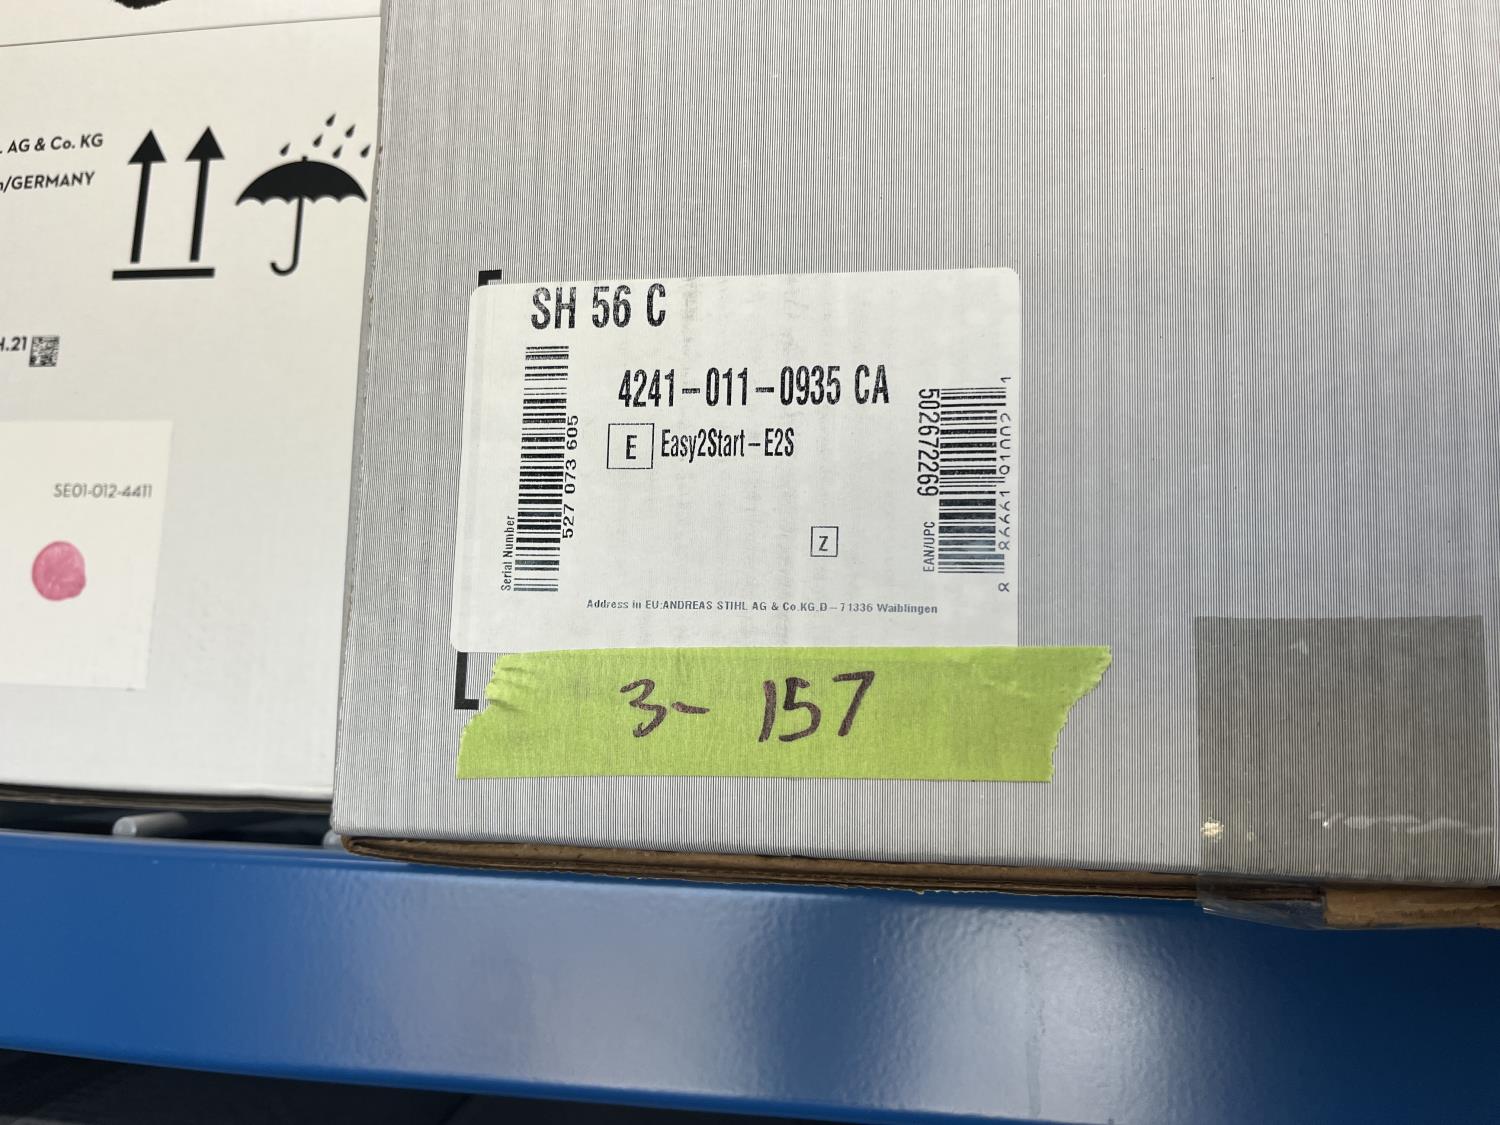 AG & Co. KG
/GERMANY
.21
SE01-012-4411
SH 56 C
4241-011-0935 CA
E Easy2Start-E2S
Serial Number
527 073 605
Z
5026722269
EAN/UPC
Address in EU:ANDREAS STIHL AG & Co.KG,D-71336 Waiblingen
3- 157